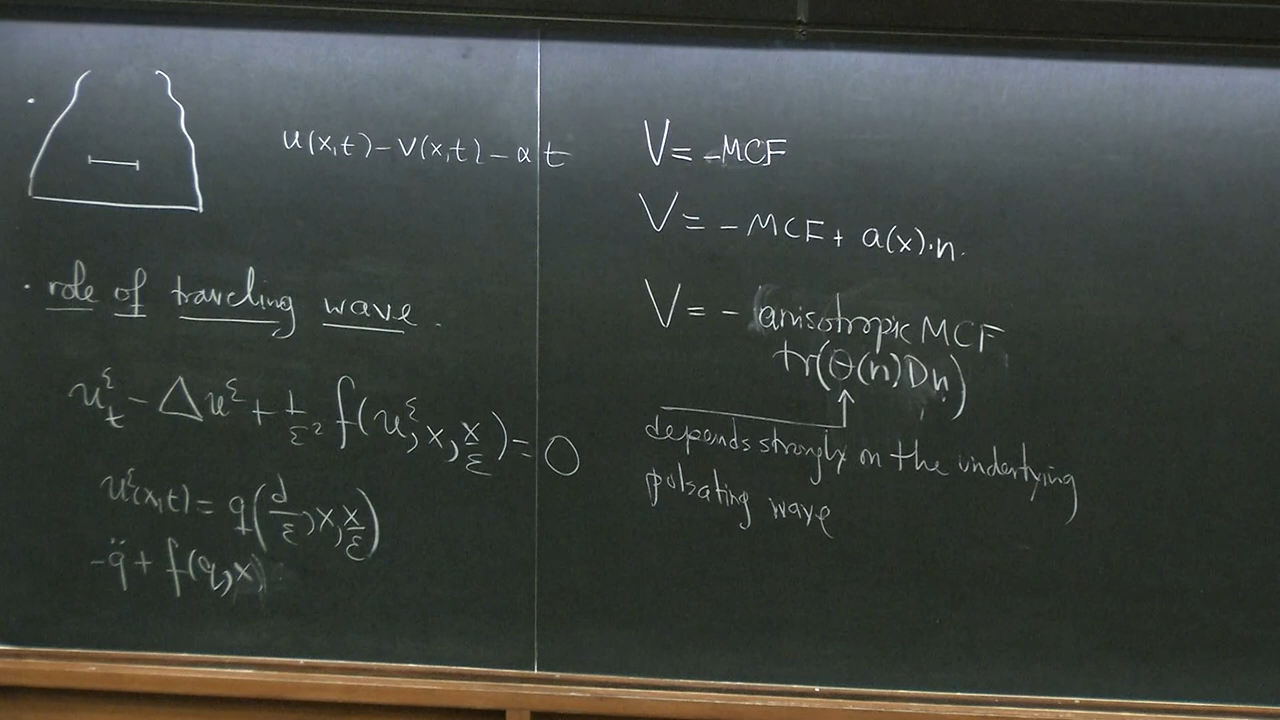 u(x,t) - v(x,t) - α t
· role of traveling wave.
u^ε_t - Δu^ε + 1/ε² f(u^ε, x, x/ε) = 0
u^ε(x,t) = q(d/ε, x, x/ε)
-q̈ + f(q, x)
V = -MCF
V = -MCF + a(x)·n.
V = - anisotropic MCF
tr(θ(n)Dn)
depends strongly on the underlying
pulsating wave